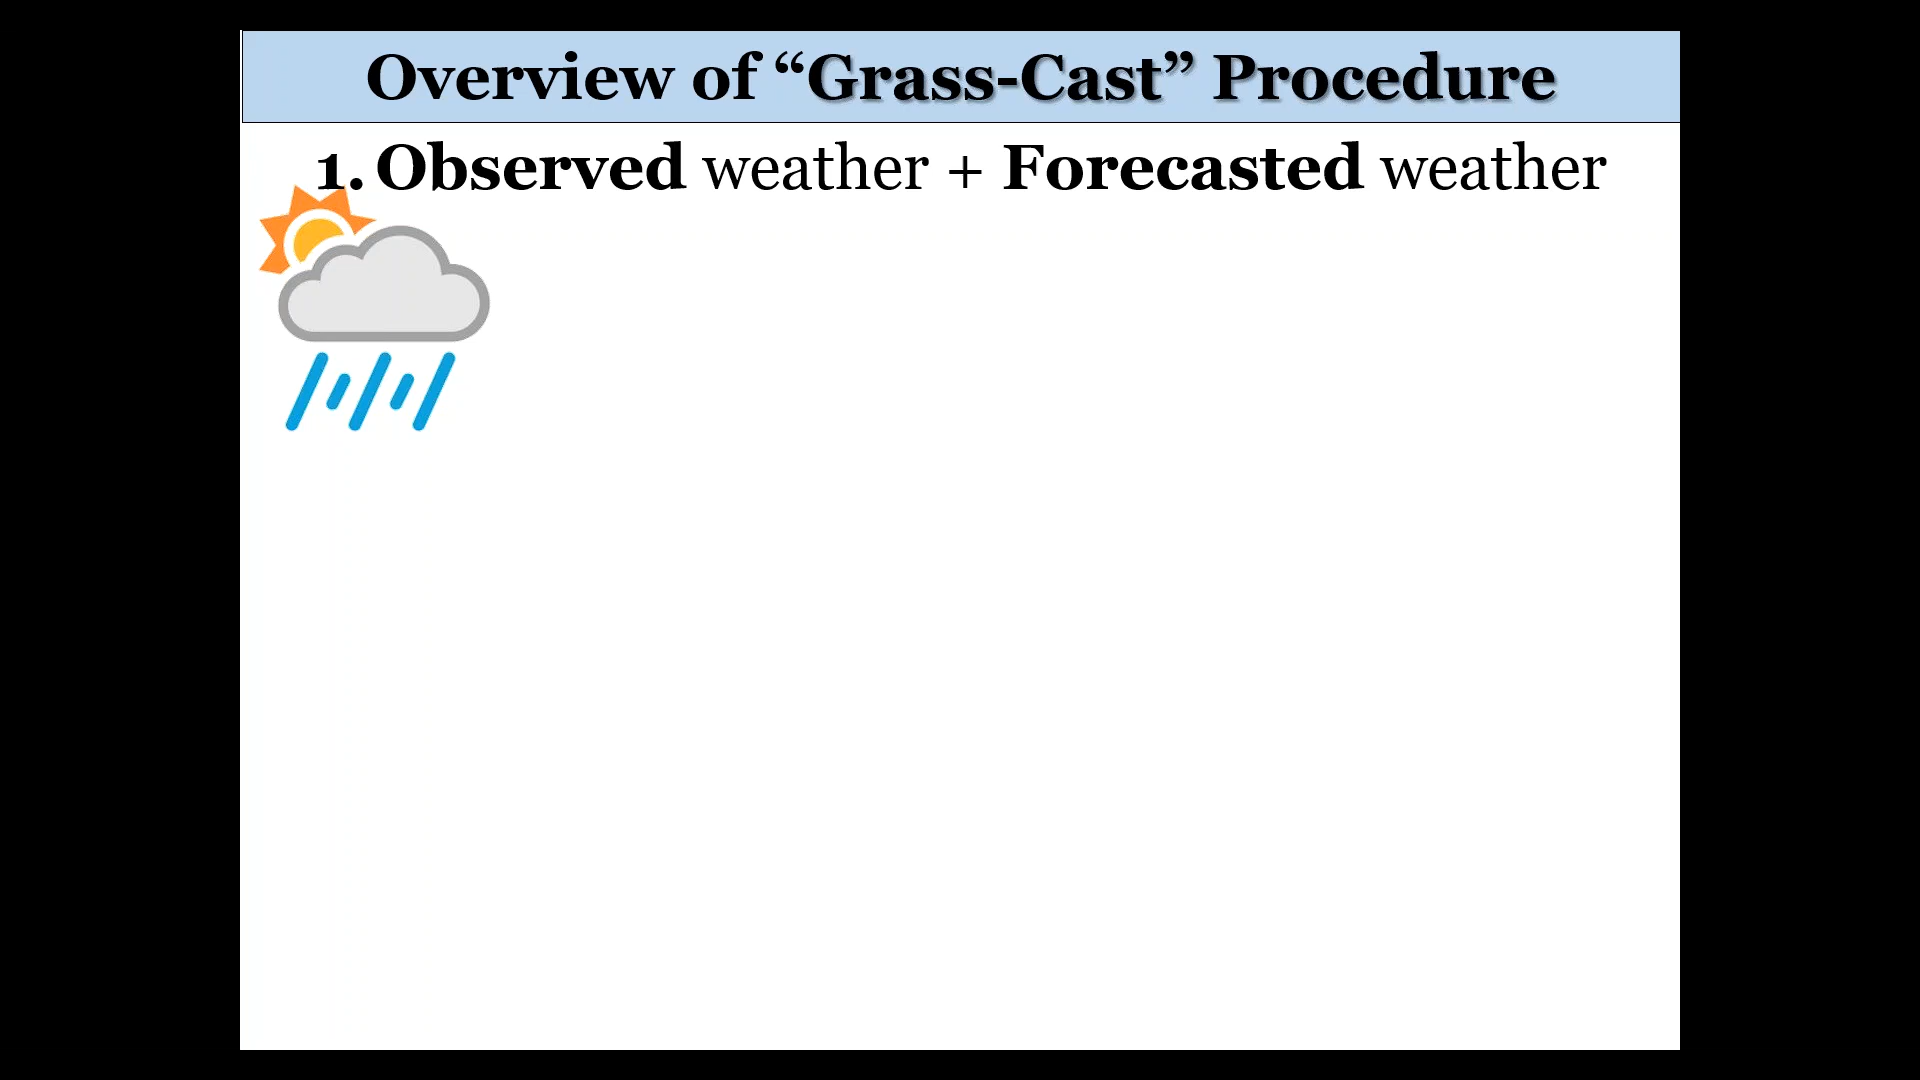 Overview of “Grass-Cast” Procedure
1. Observed weather + Forecasted weather